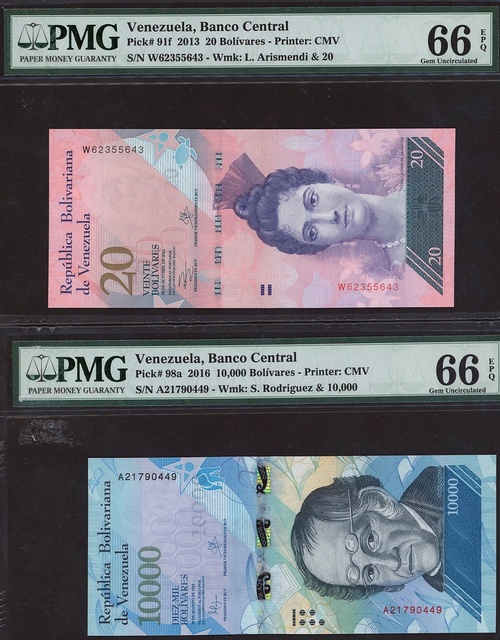 PMG
PAPER MONEY GUARANTY
Venezuela, Banco Central
Pick# 91f 2013 20 Bolívares - Printer: CMV
S/N W62355643 - Wmk: L. Arismendi & 20
66 EPQ
Gem Uncirculated
W62355643
República Bolivariana
de Venezuela
20
VEINTE
BOLÍVARES
20
20
W62355643
PMG
PAPER MONEY GUARANTY
Venezuela, Banco Central
Pick# 98a 2016 10,000 Bolívares - Printer: CMV
S/N A21790449 - Wmk: S. Rodriguez & 10,000
66 EPQ
Gem Uncirculated
A21790449
República Bolivariana
de Venezuela
10000
DIEZ MIL
BOLÍVARES
10000
A21790449